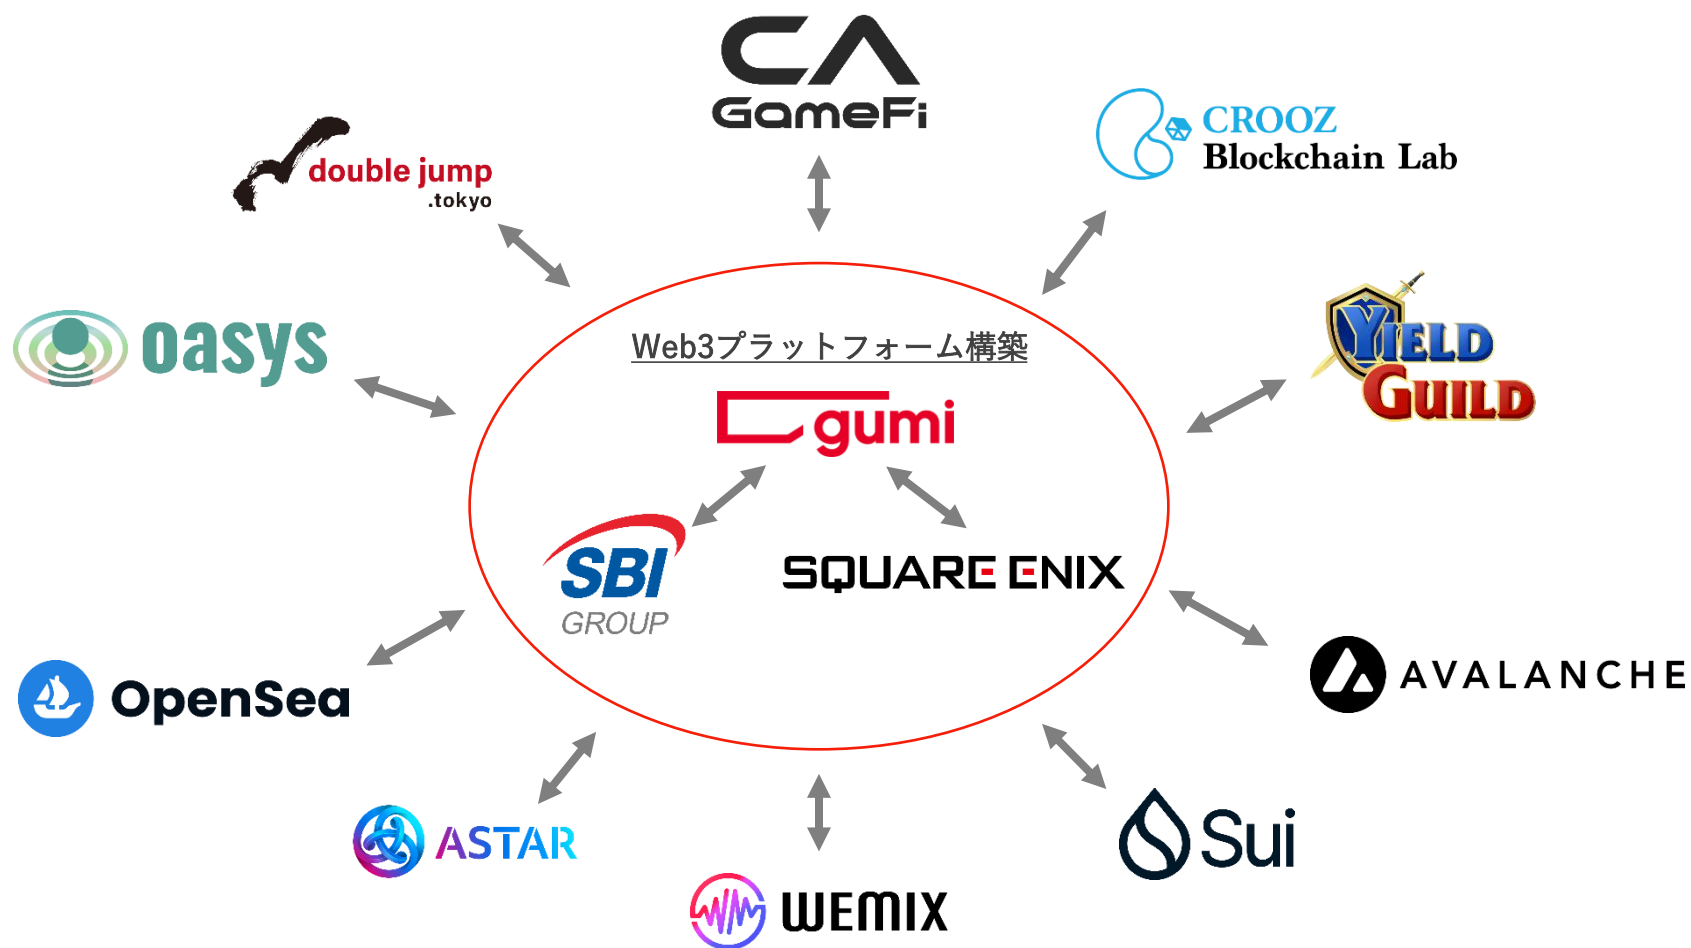 CA
GameFi
CROOZ
Blockchain Lab
double jump
.tokyo
oasys
YIELD
GUILD
Web3プラットフォーム構築
gumi
SBI
GROUP
SQUARE ENIX
OpenSea
AVALANCHE
ASTAR
Sui
WEMIX